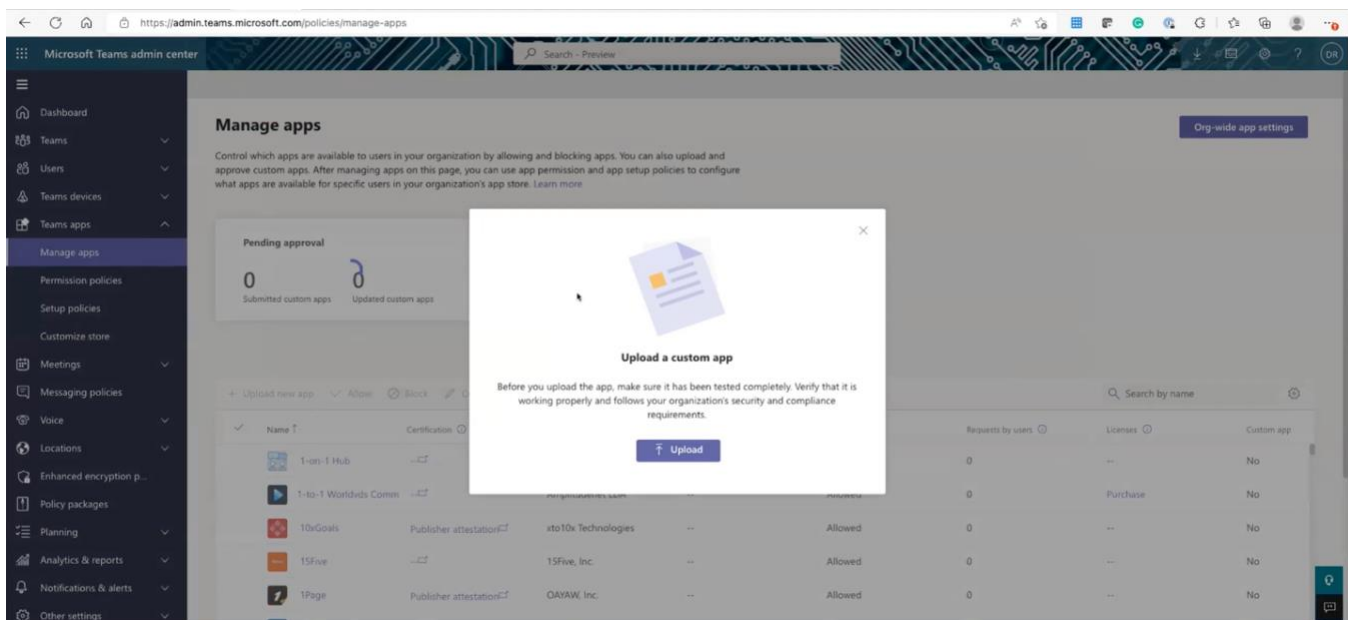 https://admin.teams.microsoft.com/policies/manage-apps
Microsoft Teams admin center
Search - Preview
OR
Dashboard
Teams
Users
Teams devices
Teams apps
Manage apps
Permission policies
Setup policies
Customize store
Meetings
Messaging policies
Voice
Locations
Enhanced encryption p...
Policy packages
Planning
Analytics & reports
Notifications & alerts
Other settings
Manage apps
Org-wide app settings
Control which apps are available to users in your organization by allowing and blocking apps. You can also upload and
approve custom apps. After managing apps on this page, you can use app permission and app setup policies to configure
what apps are available for specific users in your organization's app store. Learn more
Pending approval
0
Submitted custom apps
Updated custom apps
Upload a custom app
Before you upload the app, make sure it has been tested completely. Verify that it is
working properly and follows your organization's security and compliance
requirements.
Upload
+ Upload new app Allow Block
Search by name
Name ↑ Certification Requests by users Licenses Custom app
1-on-1 Hub -- 0 -- No
1-to-1 Worldvds Comm -- -- Allowed 0 Purchase No
10xGoals Publisher attestation xto10x Technologies -- Allowed 0 -- No
15Five -- 15Five, Inc. -- Allowed 0 -- No
1Page Publisher attestation OAYAW, Inc. -- Allowed 0 -- No